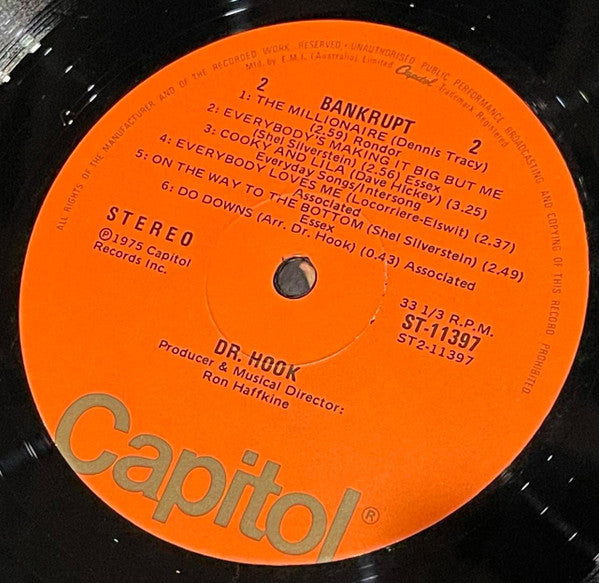 ALL RIGHTS OF THE MANUFACTURER AND OF THE OWNER OF THE RECORDED WORK RESERVED · UNAUTHORISED PUBLIC PERFORMANCE BROADCASTING AND COPYING OF THIS RECORD PROHIBITED.
Mfd. by E.M.I. (Australia) Limited Capitol Trademark Registered
2 BANKRUPT 2
1: THE MILLIONAIRE (Dennis Tracy)
(2.59) Rondor
2: EVERYBODY'S MAKING IT BIG BUT ME
(Shel Silverstein) (2.56) Essex
3: COOKY AND LILA (Dave Hickey) (3.25)
Everyday Songs/Intersong
4: EVERYBODY LOVES ME (Locorriere-Elswit) (2.37)
Associated
5: ON THE WAY TO THE BOTTOM (Shel Silverstein) (2.49)
Essex
6: DO DOWNS (Arr. Dr. Hook) (0.43) Associated
STEREO
℗1975 Capitol
Records Inc.
33 1/3 R.P.M.
ST-11397
ST2-11397
DR. HOOK
Producer & Musical Director:
Ron Haffkine
Capitol®